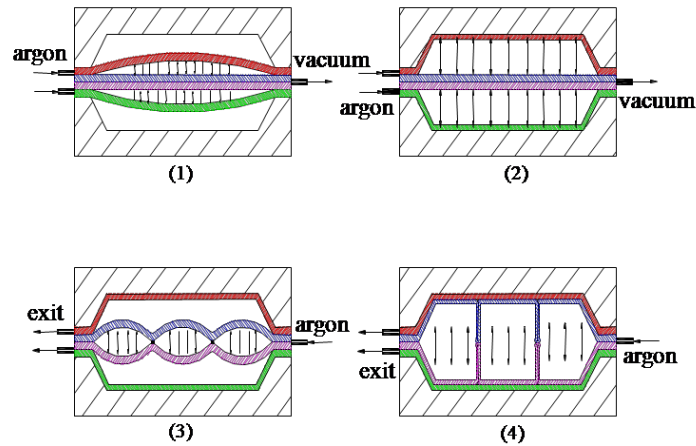 argon
vacuum
(1)
argon
vacuum
(2)
exit
argon
(3)
exit
argon
(4)